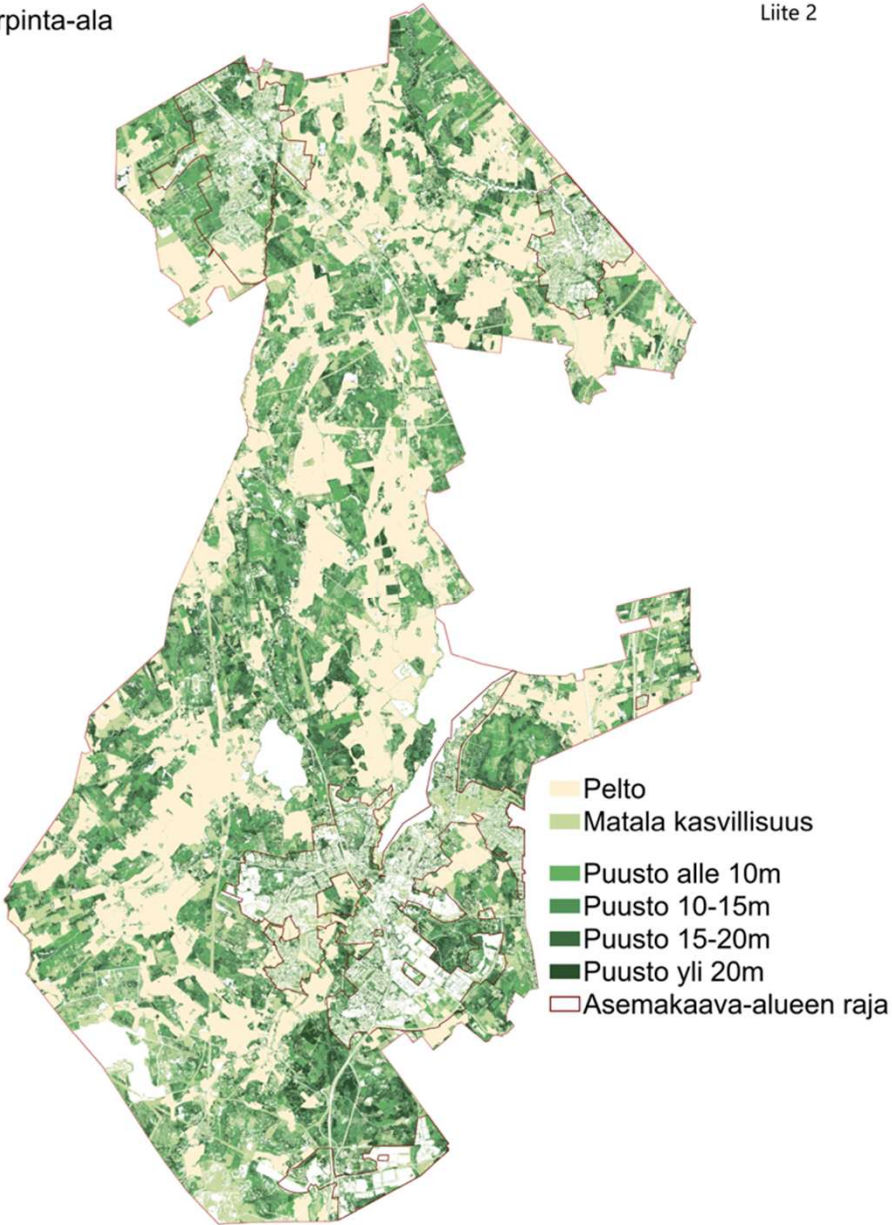 rpinta-ala
Liite 2
Pelto
Matala kasvillisuus
Puusto alle 10m
Puusto 10-15m
Puusto 15-20m
Puusto yli 20m
Asemakaava-alueen raja